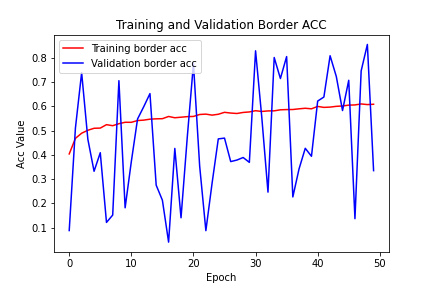 Training and Validation Border ACC
Training border acc
Validation border acc
Acc Value
0.8
0.7
0.6
0.5
0.4
0.3
0.2
0.1
0 10 20 30 40 50
Epoch